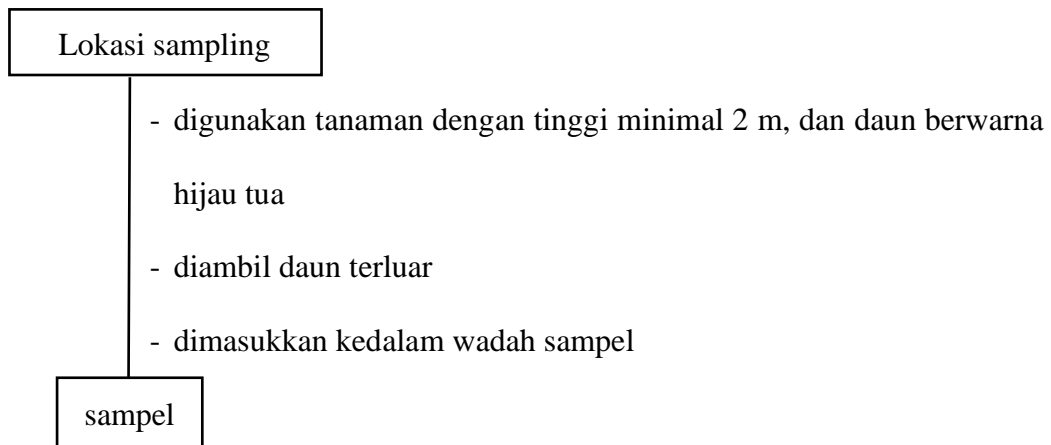 Lokasi sampling
- digunakan tanaman dengan tinggi minimal 2 m, dan daun berwarna
hijau tua
- diambil daun terluar
- dimasukkan kedalam wadah sampel
sampel